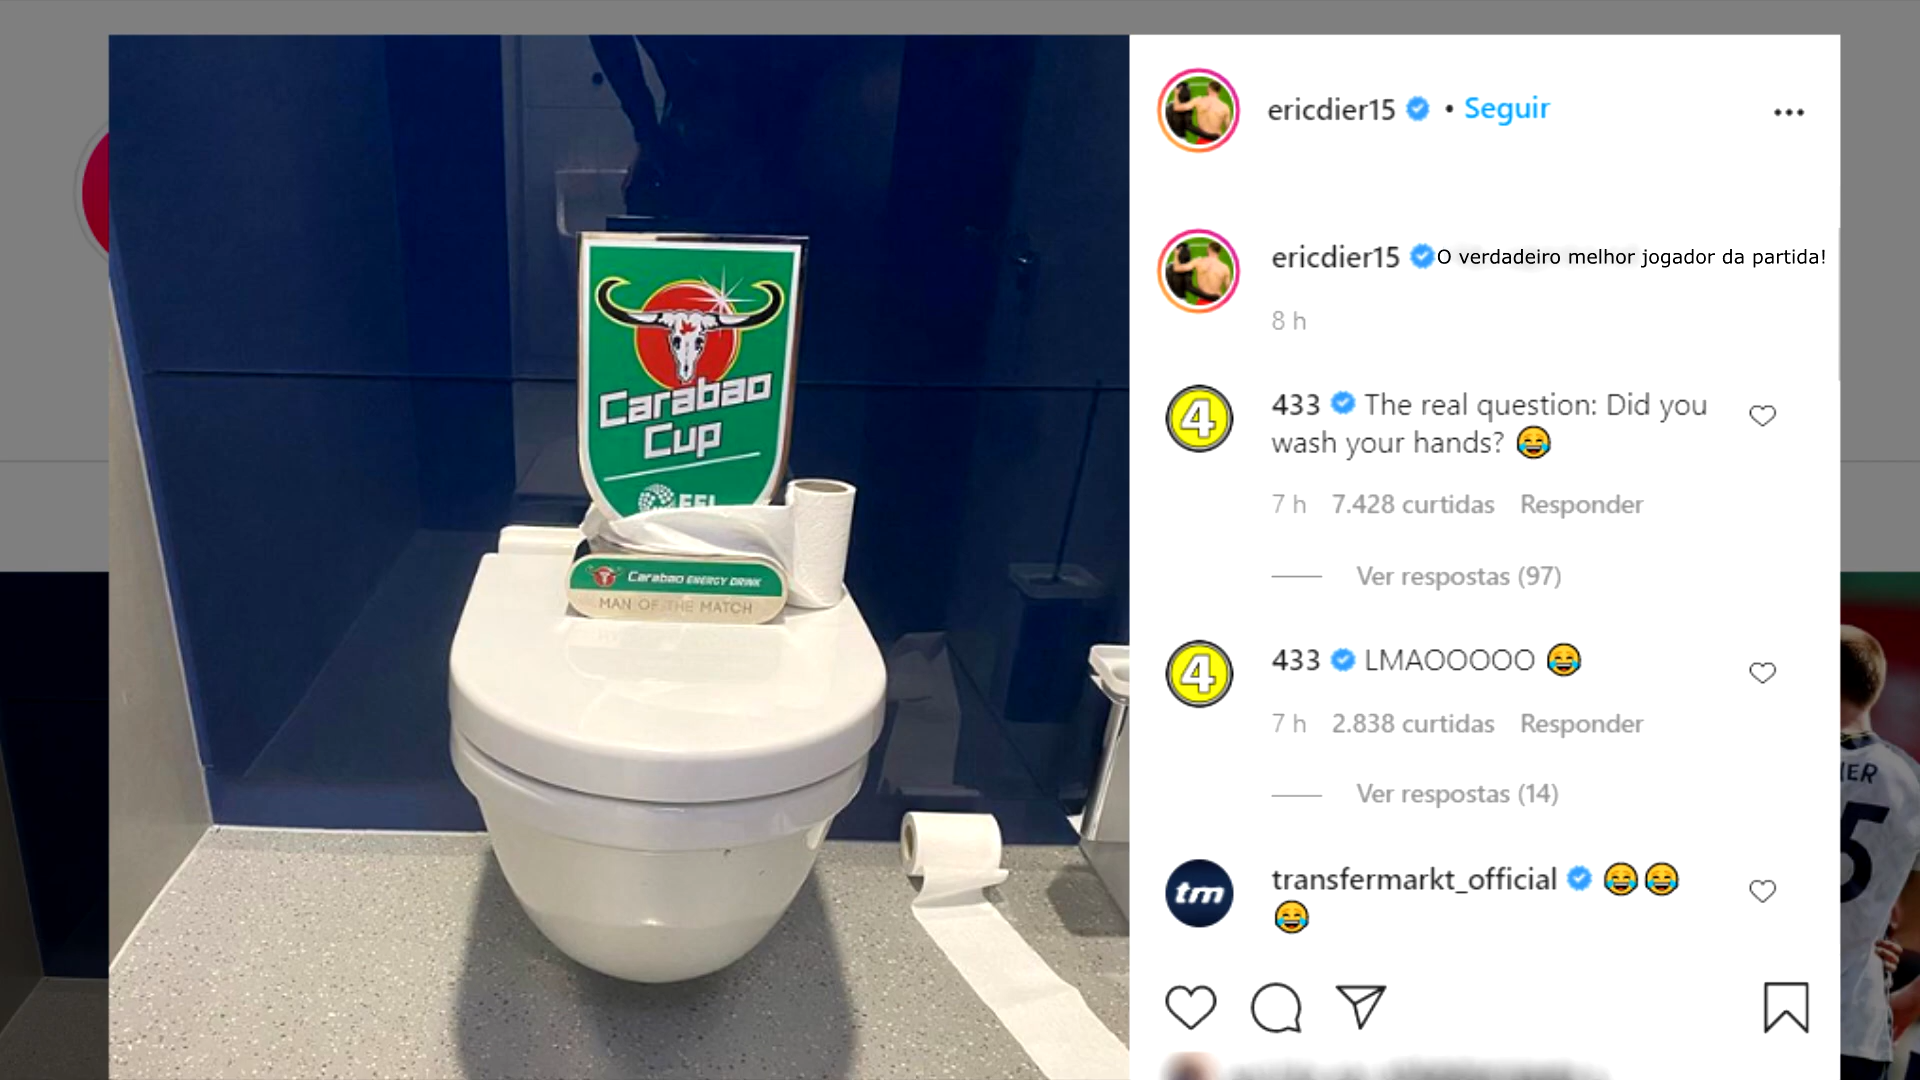 Carabao
Cup
EFL
Carabao ENERGY DRINK
MAN OF THE MATCH
ericdier15 • Seguir
ericdier15 O verdadeiro melhor jogador da partida!
8 h
433 The real question: Did you
wash your hands? 😂
7 h 7.428 curtidas Responder
Ver respostas (97)
433 LMAOOOOO 😂
7 h 2.838 curtidas Responder
Ver respostas (14)
tm
transfermarkt_official 😂😂
😂